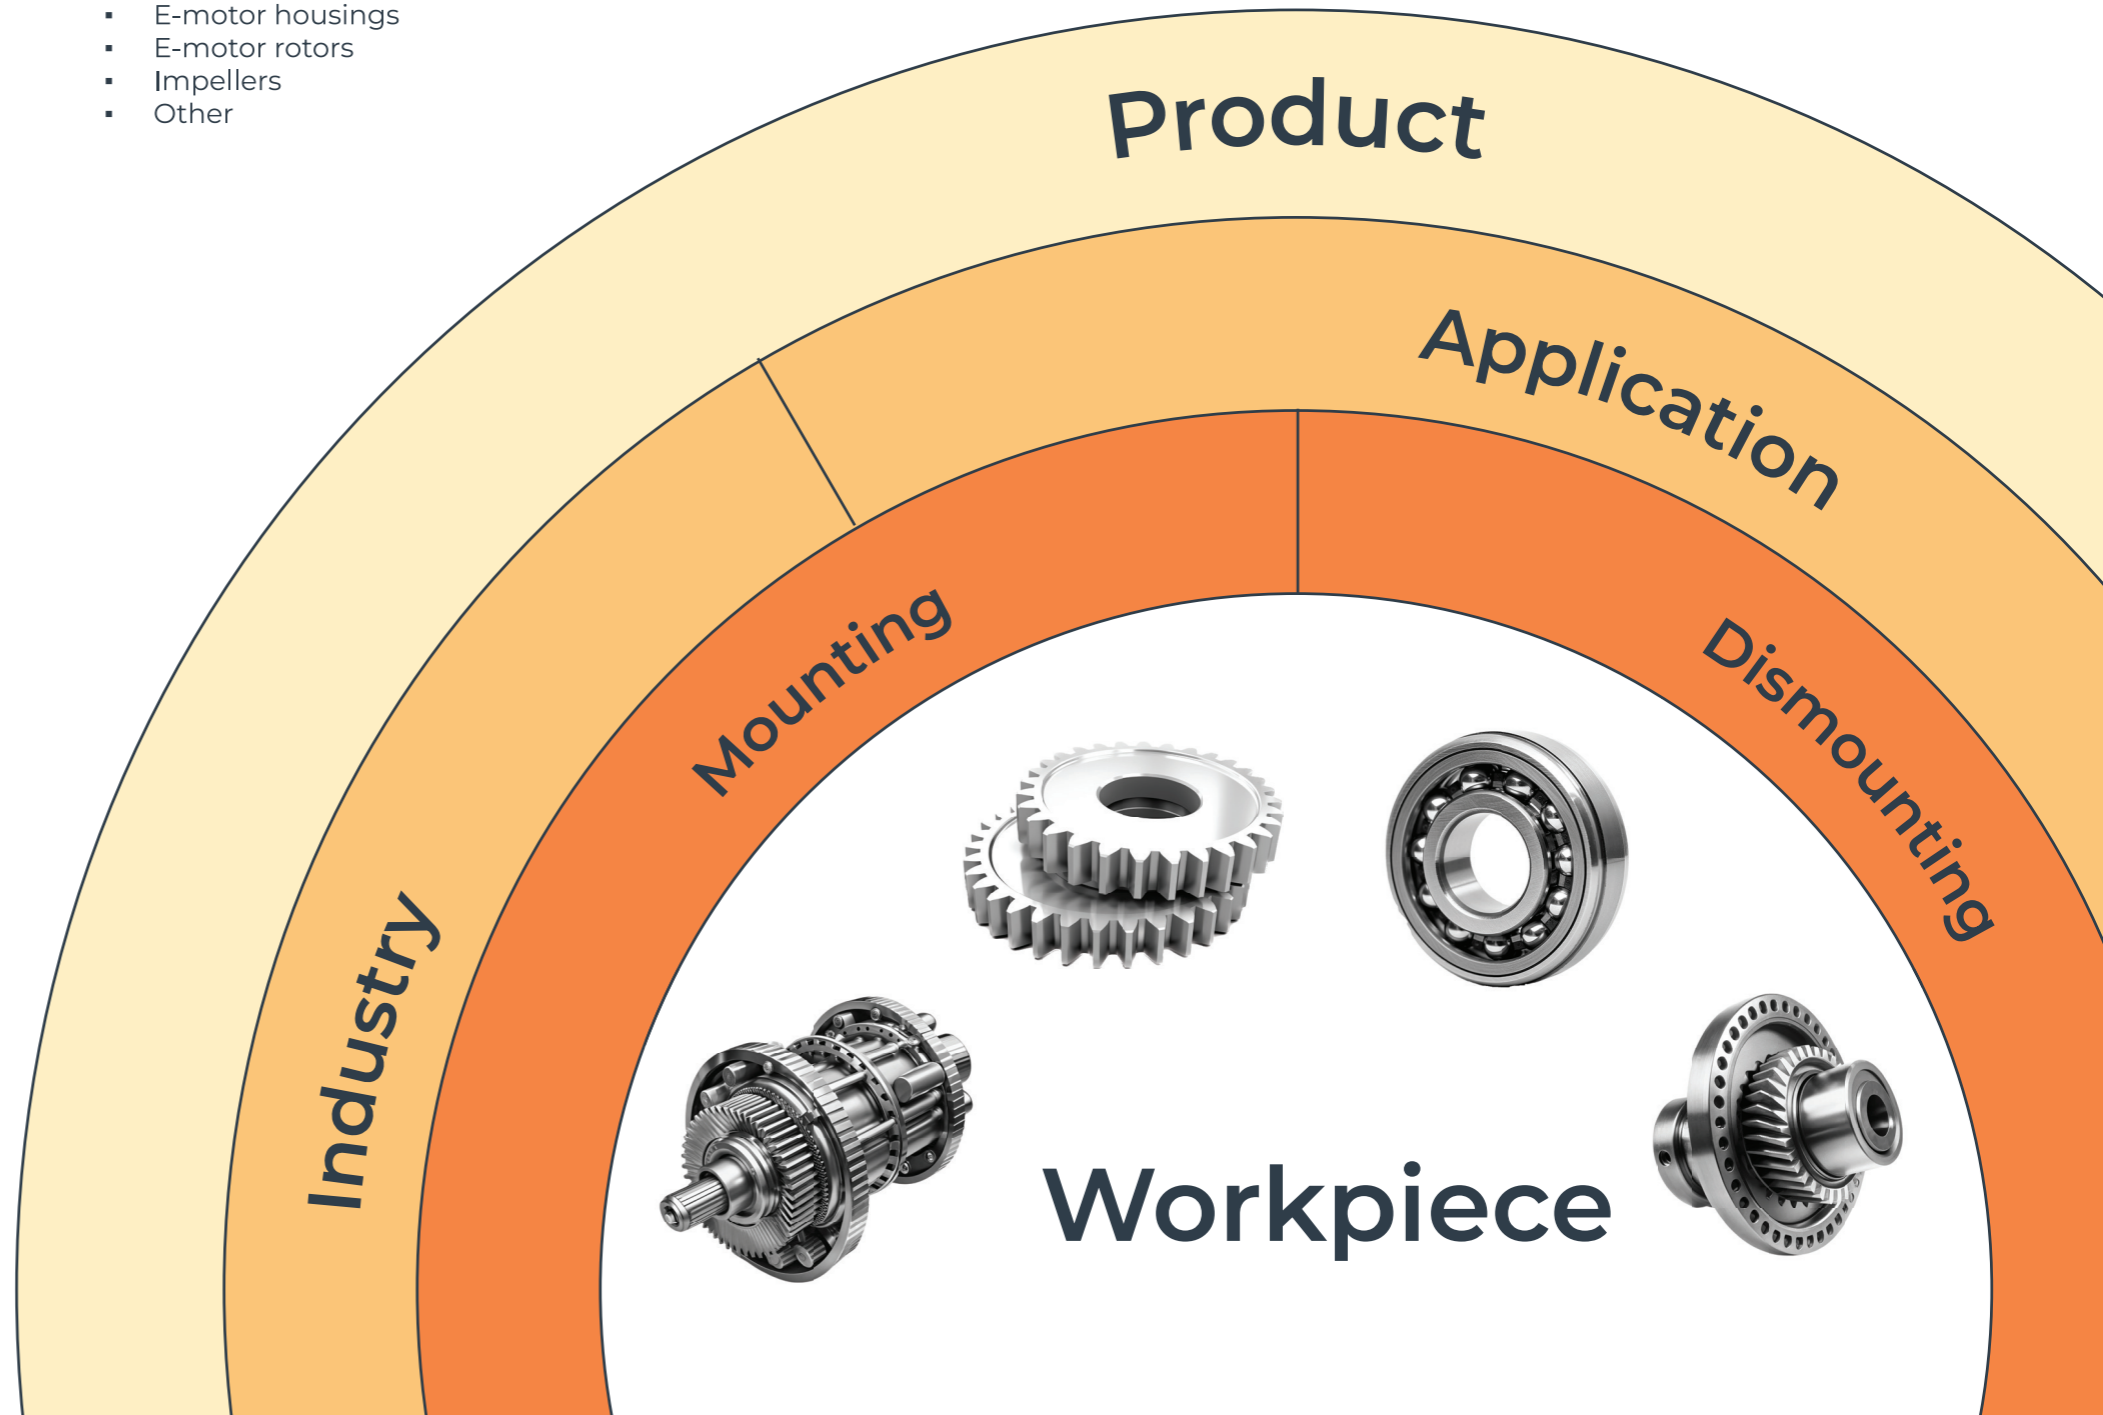 ▪ E-motor housings
▪ E-motor rotors
▪ Impellers
▪ Other
Product
Application
Mounting
Dismounting
Industry
Workpiece